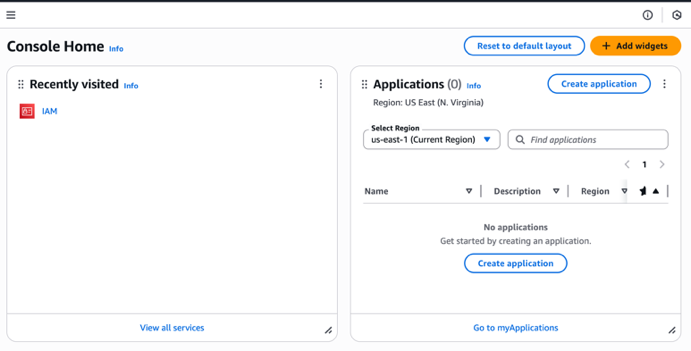 Console Home Info
Reset to default layout
+ Add widgets
Recently visited Info
IAM
View all services
Applications (0) Info
Create application
Region: US East (N. Virginia)
Select Region
us-east-1 (Current Region)
Find applications
1
Name Description Region
No applications
Get started by creating an application.
Create application
Go to myApplications